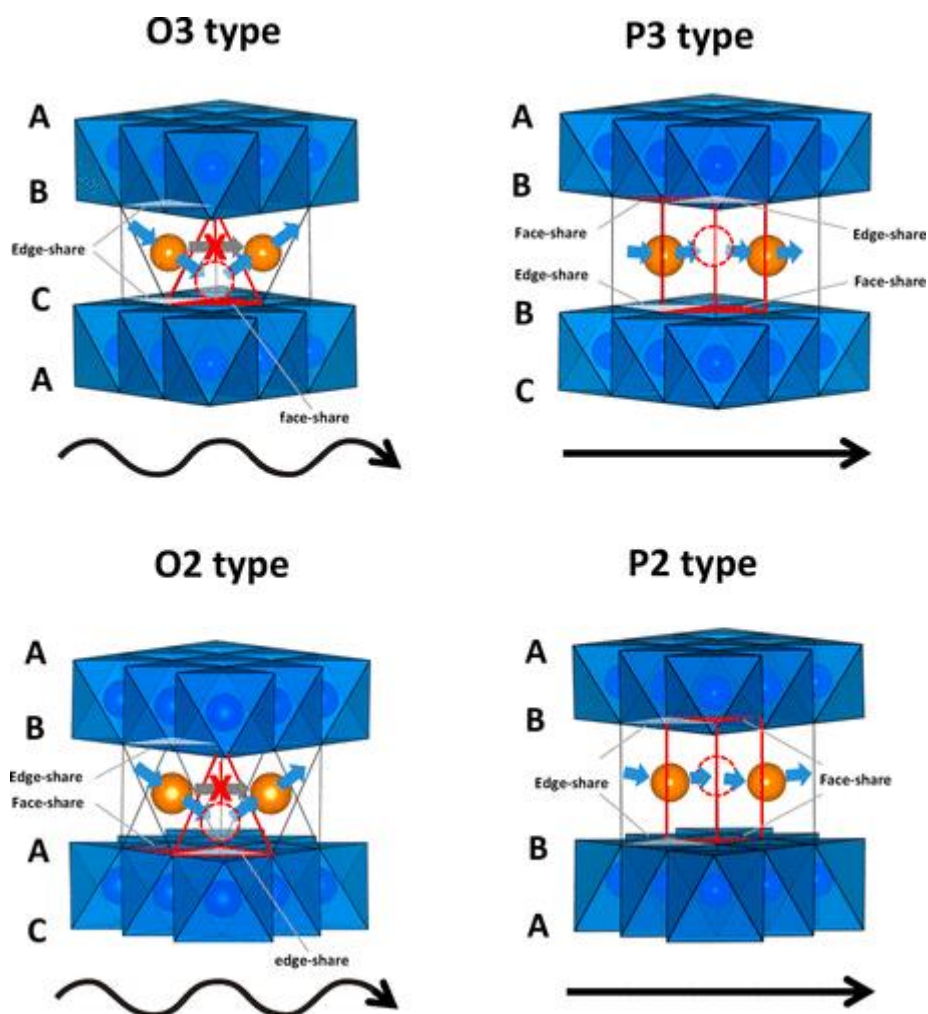 O3 type
A
B
Edge-share
X
C
A
face-share
P3 type
A
B
Face-share
Edge-share
Edge-share
Face-share
B
C
O2 type
A
B
Edge-share
Face-share
X
A
C
edge-share
P2 type
A
B
Edge-share
Face-share
B
A